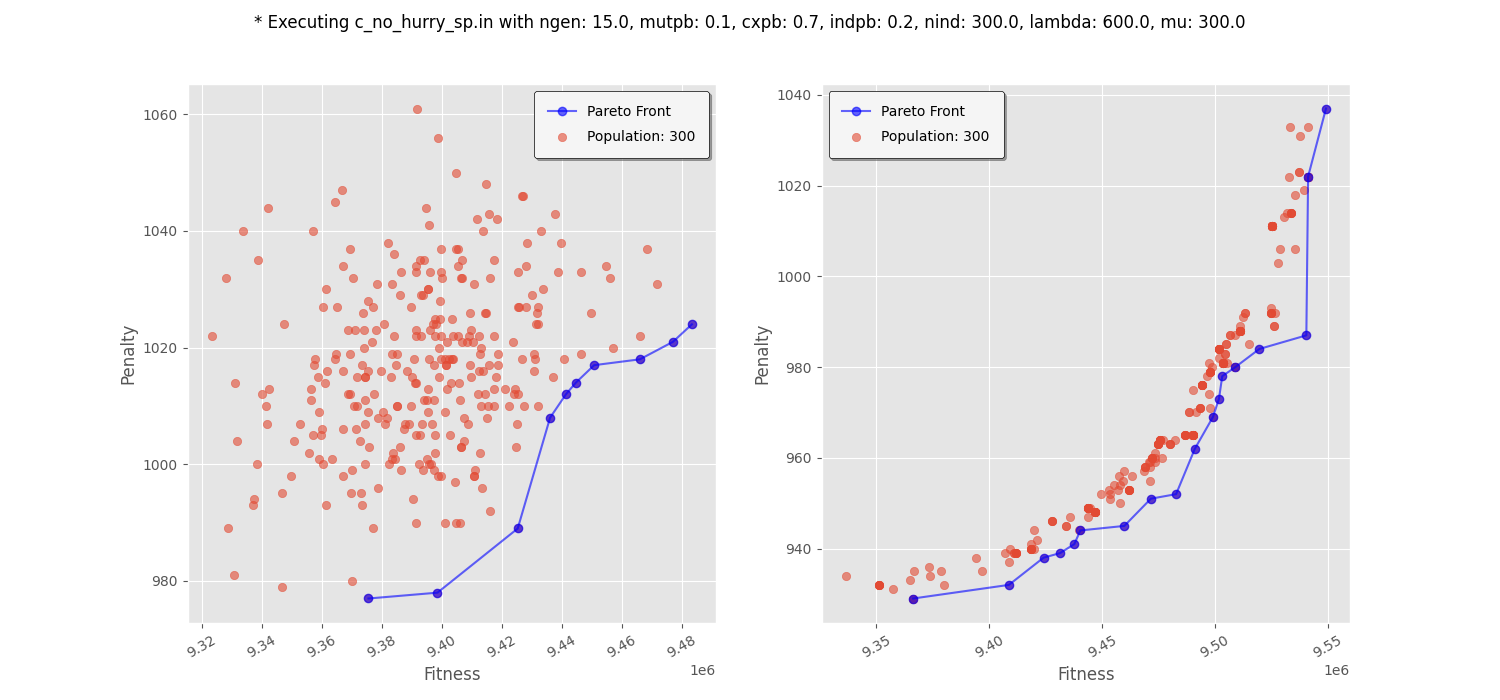 * Executing c_no_hurry_sp.in with ngen: 15.0, mutpb: 0.1, cxpb: 0.7, indpb: 0.2, nind: 300.0, lambda: 600.0, mu: 300.0
Pareto Front
Population: 300
1060
1040
1020
1000
980
Penalty
9.32
9.34
9.36
9.38
9.40
9.42
9.44
9.46
9.48
1e6
Fitness
Pareto Front
Population: 300
1040
1020
1000
980
960
940
Penalty
9.35
9.40
9.45
9.50
9.55
1e6
Fitness